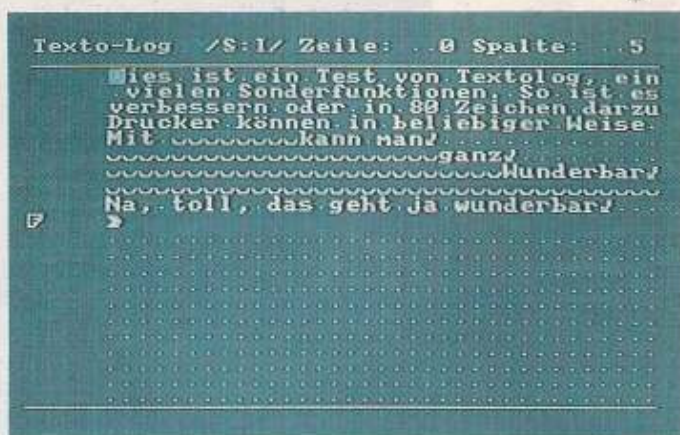 Texto-Log /S:I/ Zeile: ..0 Spalte: ..5
Dies.ist.ein.Test.von.Textolog,.ein
vielen.Sonderfunktionen..So.ist.es
verbessern.oder.in.80.Zeichen.darzu
Drucker.können.in.beliebiger.Weise.
Mit kann man
ganz
Wunderbar
Na,.toll,.das.geht.ja.wunderbar
F